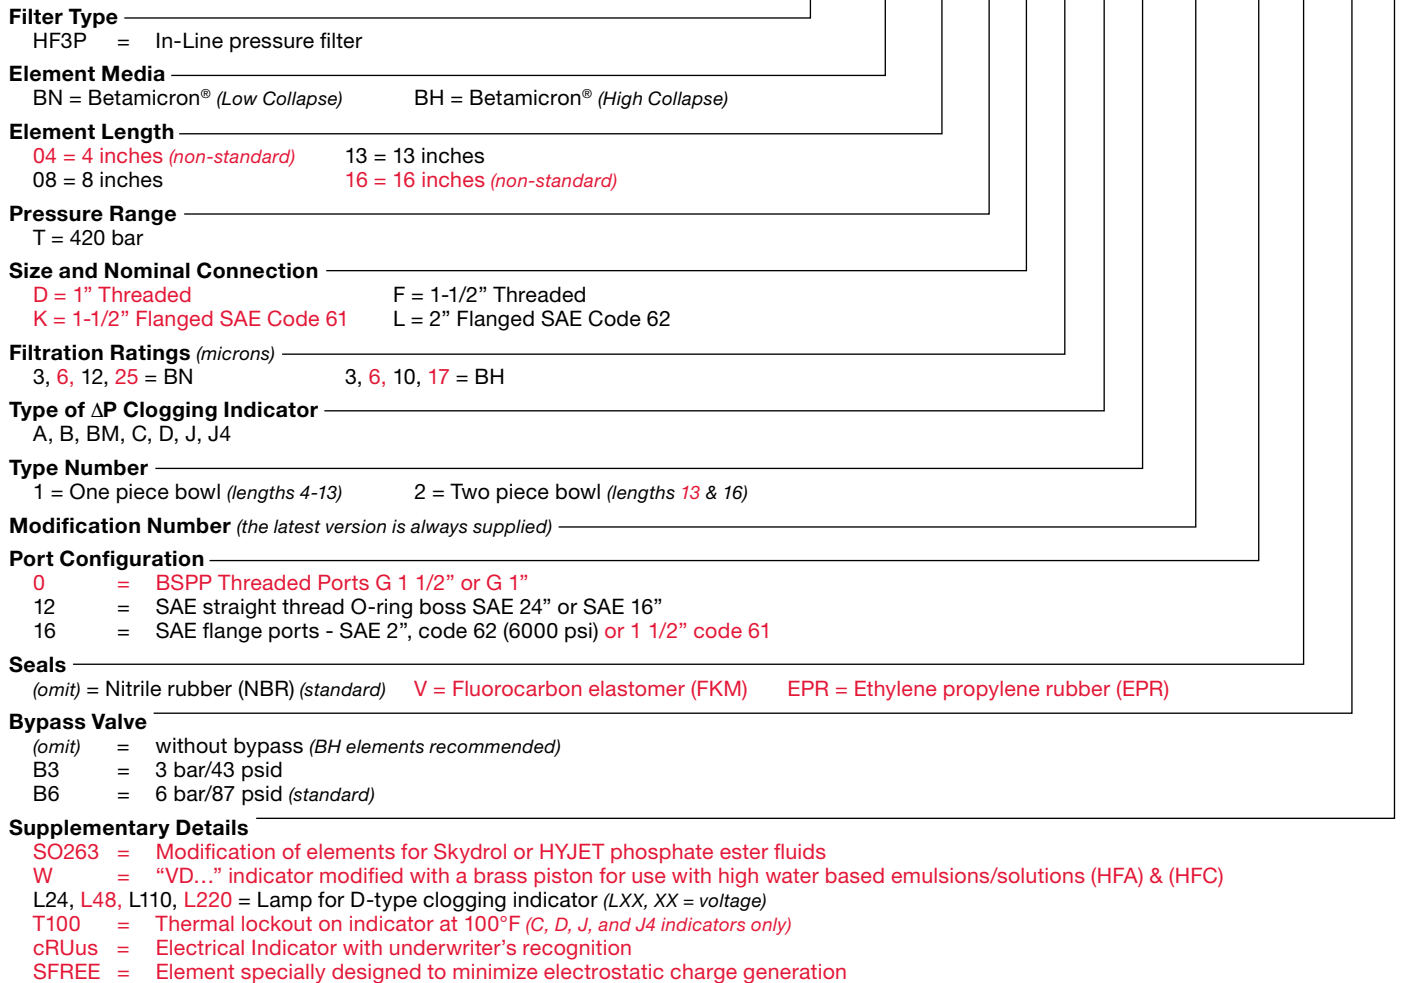 Filter Type
HF3P = In-Line pressure filter
Element Media
BN = Betamicron® (Low Collapse) BH = Betamicron® (High Collapse)
Element Length
04 = 4 inches (non-standard) 13 = 13 inches
08 = 8 inches 16 = 16 inches (non-standard)
Pressure Range
T = 420 bar
Size and Nominal Connection
D = 1” Threaded F = 1-1/2” Threaded
K = 1-1/2” Flanged SAE Code 61 L = 2” Flanged SAE Code 62
Filtration Ratings (microns)
3, 6, 12, 25 = BN 3, 6, 10, 17 = BH
Type of ΔP Clogging Indicator
A, B, BM, C, D, J, J4
Type Number
1 = One piece bowl (lengths 4-13) 2 = Two piece bowl (lengths 13 & 16)
Modification Number (the latest version is always supplied)
Port Configuration
0 = BSPP Threaded Ports G 1 1/2” or G 1”
12 = SAE straight thread O-ring boss SAE 24” or SAE 16”
16 = SAE flange ports - SAE 2”, code 62 (6000 psi) or 1 1/2” code 61
Seals
(omit) = Nitrile rubber (NBR) (standard) V = Fluorocarbon elastomer (FKM) EPR = Ethylene propylene rubber (EPR)
Bypass Valve
(omit) = without bypass (BH elements recommended)
B3 = 3 bar/43 psid
B6 = 6 bar/87 psid (standard)
Supplementary Details
SO263 = Modification of elements for Skydrol or HYJET phosphate ester fluids
W = “VD…” indicator modified with a brass piston for use with high water based emulsions/solutions (HFA) & (HFC)
L24, L48, L110, L220 = Lamp for D-type clogging indicator (LXX, XX = voltage)
T100 = Thermal lockout on indicator at 100°F (C, D, J, and J4 indicators only)
cRUus = Electrical Indicator with underwriter’s recognition
SFREE = Element specially designed to minimize electrostatic charge generation